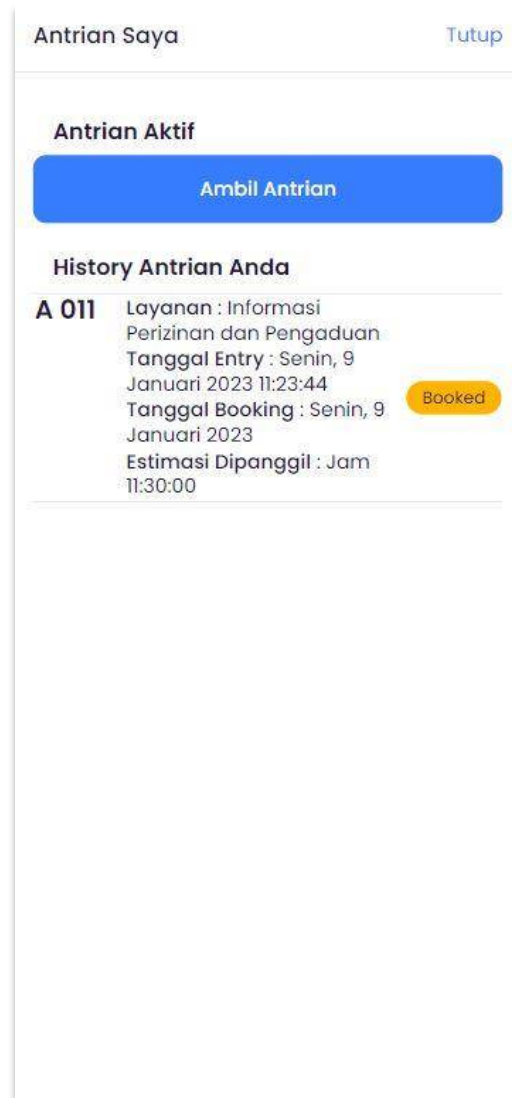 Antrian Saya
Tutup
Antrian Aktif
Ambil Antrian
History Antrian Anda
A 011
Layanan : Informasi
Perizinan dan Pengaduan
Tanggal Entry : Senin, 9
Januari 2023 11:23:44
Tanggal Booking : Senin, 9
Januari 2023
Estimasi Dipanggil : Jam
11:30:00
Booked